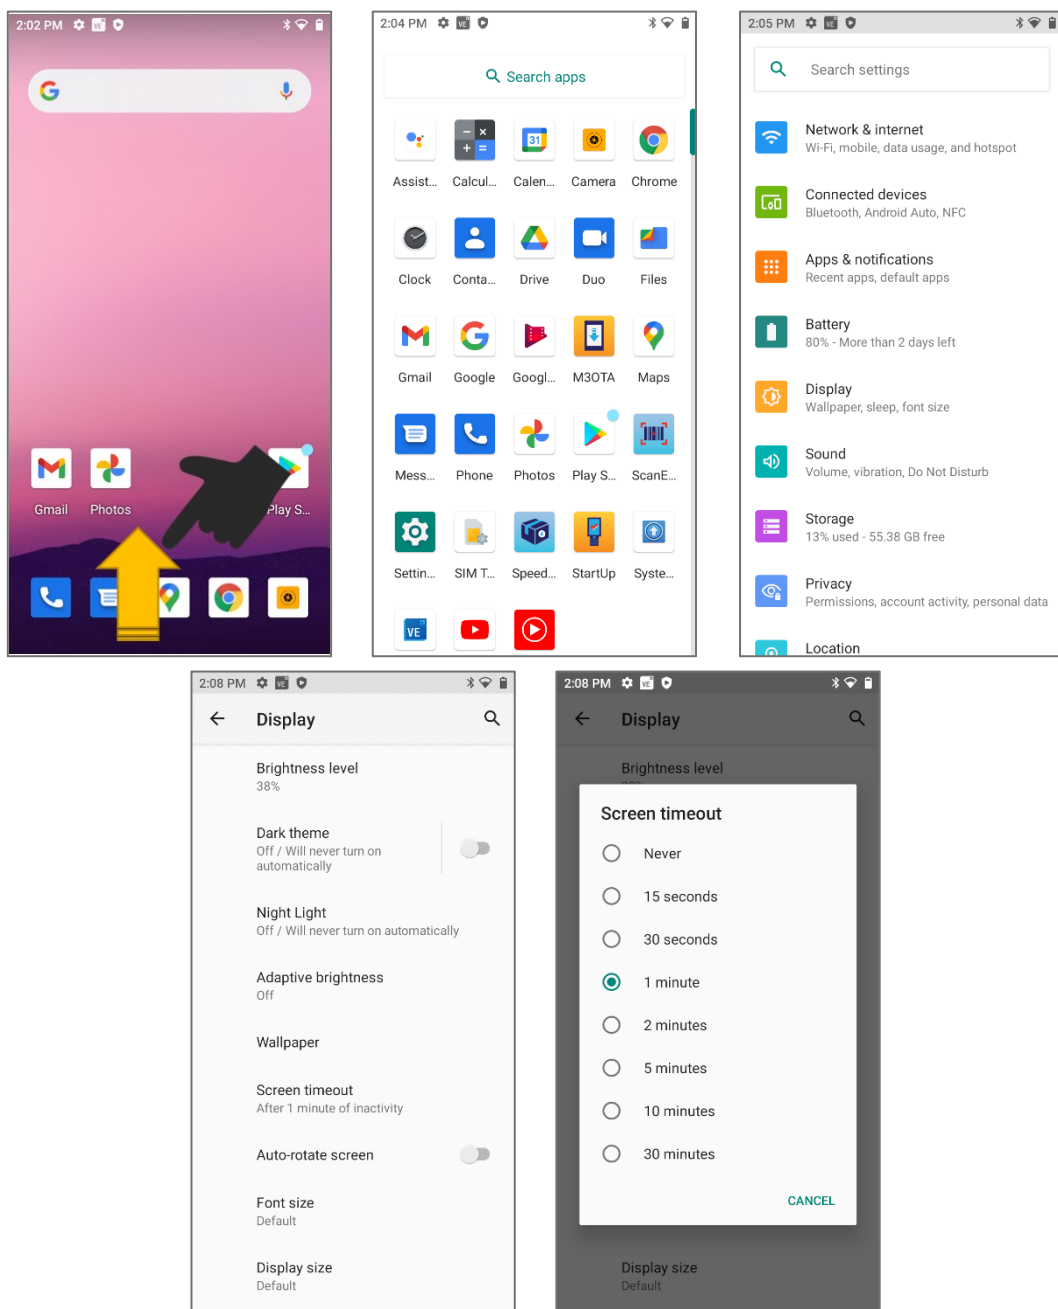 2:02 PM
Gmail
Photos
Play S...
2:04 PM
Search apps
Assist...
Calcul...
31
Calen...
Camera
Chrome
Clock
Conta...
Drive
Duo
Files
Gmail
Google
Googl...
M3OTA
Maps
Mess...
Phone
Photos
Play S...
ScanE...
Settin...
SIM T...
Speed...
StartUp
Syste...
VE
2:05 PM
Search settings
Network & internet
Wi-Fi, mobile, data usage, and hotspot
Connected devices
Bluetooth, Android Auto, NFC
Apps & notifications
Recent apps, default apps
Battery
80% - More than 2 days left
Display
Wallpaper, sleep, font size
Sound
Volume, vibration, Do Not Disturb
Storage
13% used - 55.38 GB free
Privacy
Permissions, account activity, personal data
Location
2:08 PM
Display
Brightness level
38%
Dark theme
Off / Will never turn on
automatically
Night Light
Off / Will never turn on automatically
Adaptive brightness
Off
Wallpaper
Screen timeout
After 1 minute of inactivity
Auto-rotate screen
Font size
Default
Display size
Default
2:08 PM
Display
Brightness level
Screen timeout
Never
15 seconds
30 seconds
1 minute
2 minutes
5 minutes
10 minutes
30 minutes
CANCEL
Display size
Default